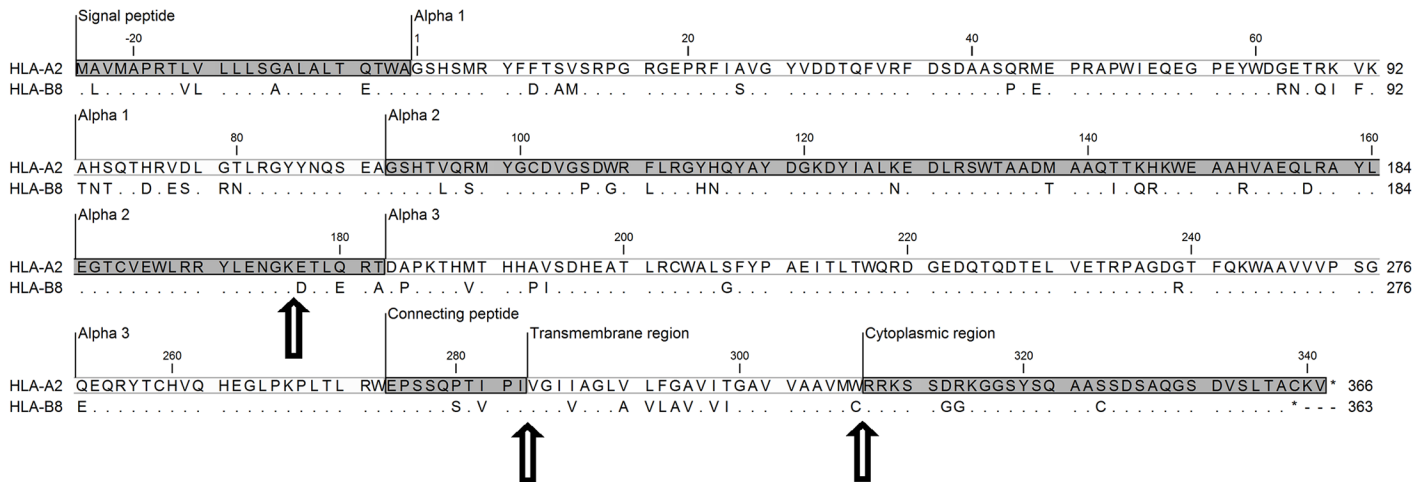 Signal peptide Alpha 1
-20 1 20 40 60
HLA-A2 MAVMAPRTLV LLLSGALALT QTWAGSHSMR YFFTSVSRPG RGEPRFIAVG YVDDTQFVRF DSDAASQRME PRAPWIEQEG PEYWDGETRK VK 92
HLA-B8 .L......VL ....A..... E......... ..D.AM.... .......S.. .......... ......P.E. .......... .....RN.QI F. 92
Alpha 1 Alpha 2
80 100 120 140 160
HLA-A2 AHSQTHRVDL GTLRGYYNQS EAGSHTVQRM YGCDVGSDWR FLRGYHQYAY DGKDYIALKE DLRSWTAADM AAQTTKHKWE AAHVAEQLRA YL 184
HLA-B8 TNT..D.ES. RN........ ......L.S. ......P.G. L...HN.... ........N. .........T ...I.QR... ..R....D.. .. 184
Alpha 2 Alpha 3
180 200 220 240
HLA-A2 EGTCVEWLRR YLENGKETLQ RTDAPKTHMT HHAVSDHEAT LRCWALSFYP AEITLTWQRD GEDQTQDTEL VETRPAGDGT FQKWAAVVVP SG 276
HLA-B8 .......... ......D..E .A.P....V. ..PI...... ......G... .......... .......... ........R. .......... .. 276
Alpha 3 Connecting peptide Transmembrane region Cytoplasmic region
260 280 300 320 340
HLA-A2 QEQRYTCHVQ HEGLPKPLTL RWEPSSQPTI PIVGIIAGLV LFGAVITGAV VAAVMWRRKS SDRKGGSYSQ AASSDSAQGS DVSLTACKV* 366
HLA-B8 E......... .......... .......S.V .....V...A VLAV.VI... .....C.... .GG....... ..C....... ......*--- 363